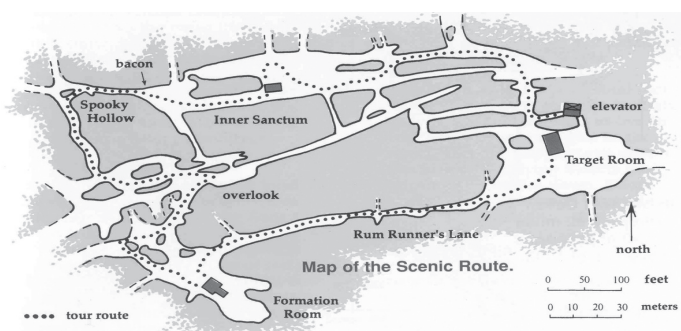 bacon
Spooky
Hollow
Inner Sanctum
elevator
Target Room
overlook
Rum Runner's Lane
north
Map of the Scenic Route.
0 50 100 feet
0 10 20 30 meters
Formation
Room
tour route